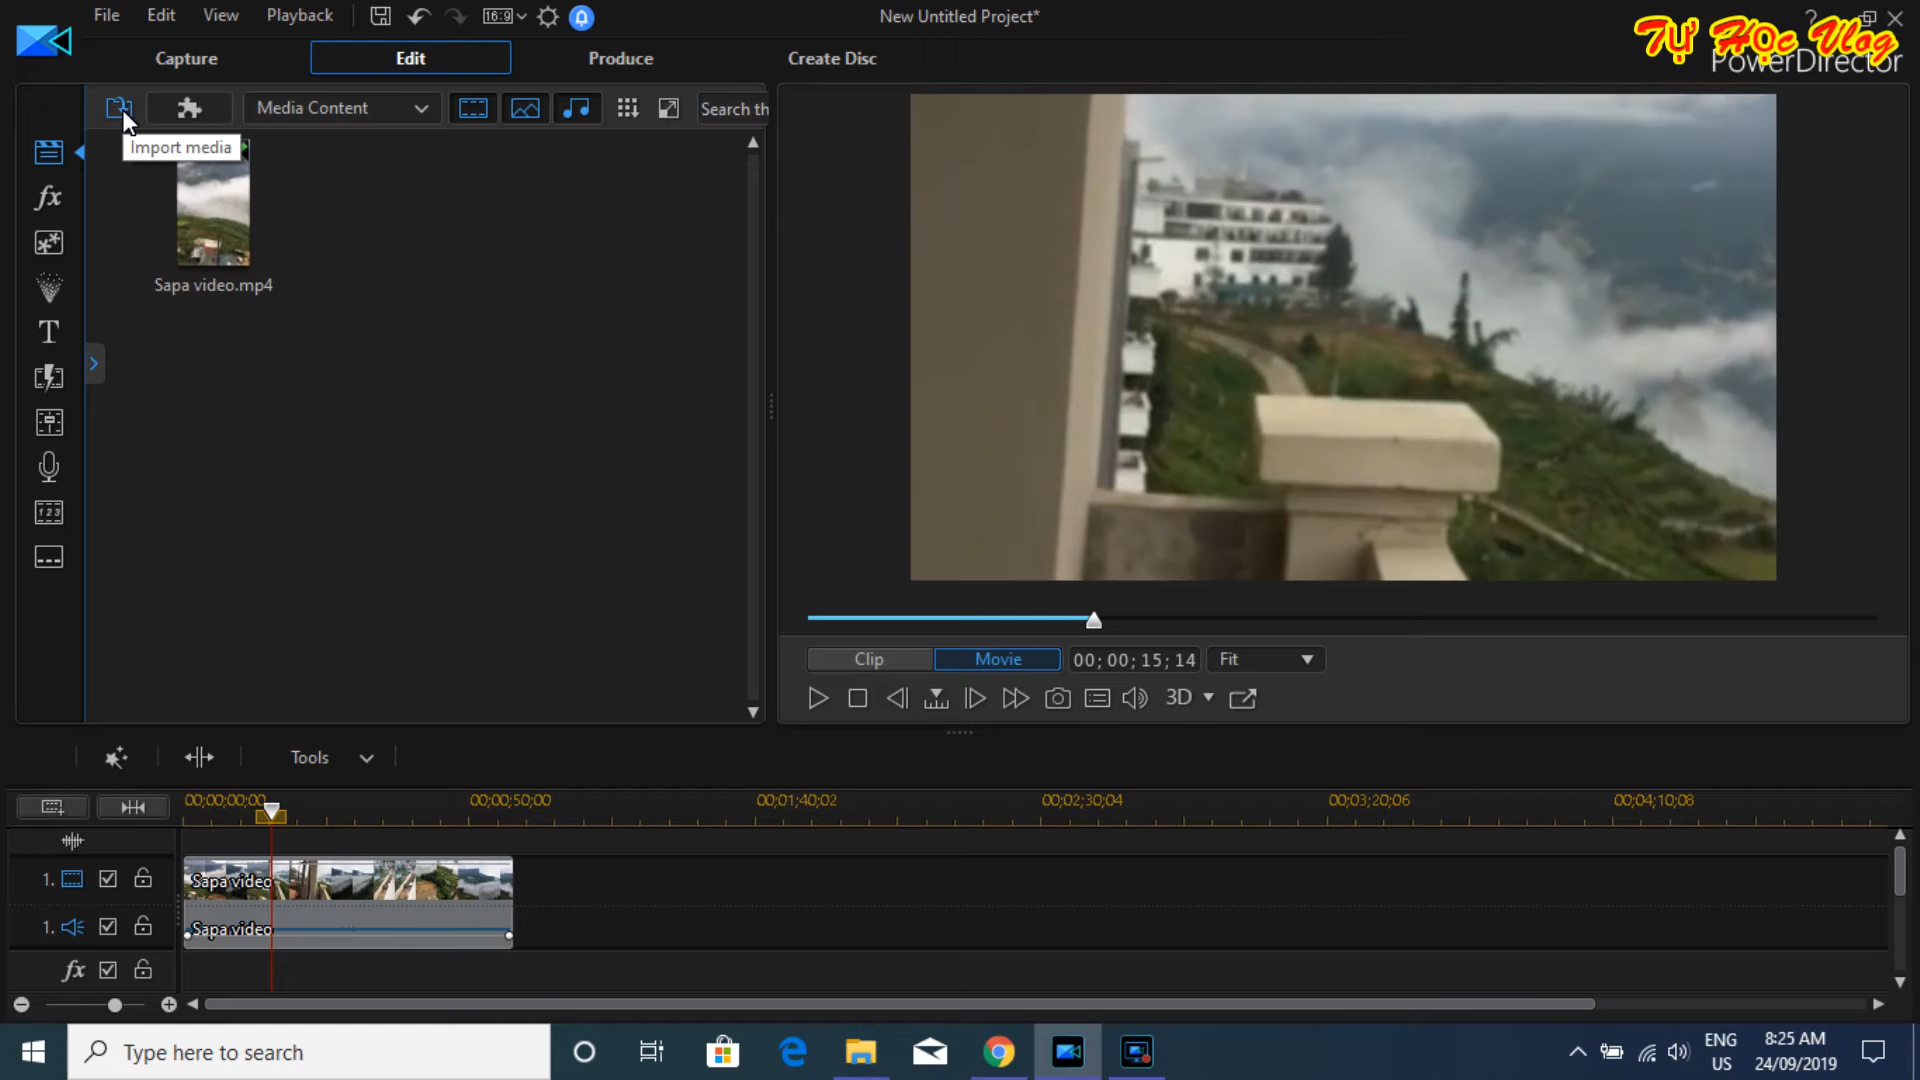 File Edit View Playback 16:9 New Untitled Project* ?
Tự Học Vlog
PowerDirector
Capture Edit Produce Create Disc
Media Content Search th
Import media
fx
Sapa video.mp4
T
Clip Movie 00; 00; 15; 14 Fit
3D
123
Tools
00;00;00;00 00;00;50;00 00;01;40;02 00;02;30;04 00;03;20;06 00;04;10;08
1. Sapa video
1. Sapa video
fx
Type here to search
ENG
US
8:25 AM
24/09/2019